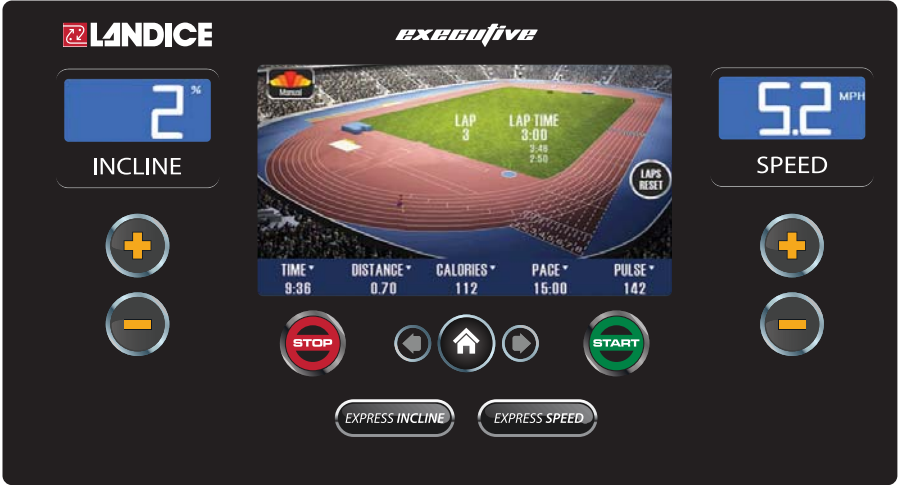 LANDICE
executive
2 %
INCLINE
5.2 MPH
SPEED
Manual
LAP
3
LAP TIME
3:00
3:48
2:50
LAPS
RESET
TIME
9:36
DISTANCE
0.70
CALORIES
112
PACE
15:00
PULSE
142
STOP
START
EXPRESS INCLINE
EXPRESS SPEED